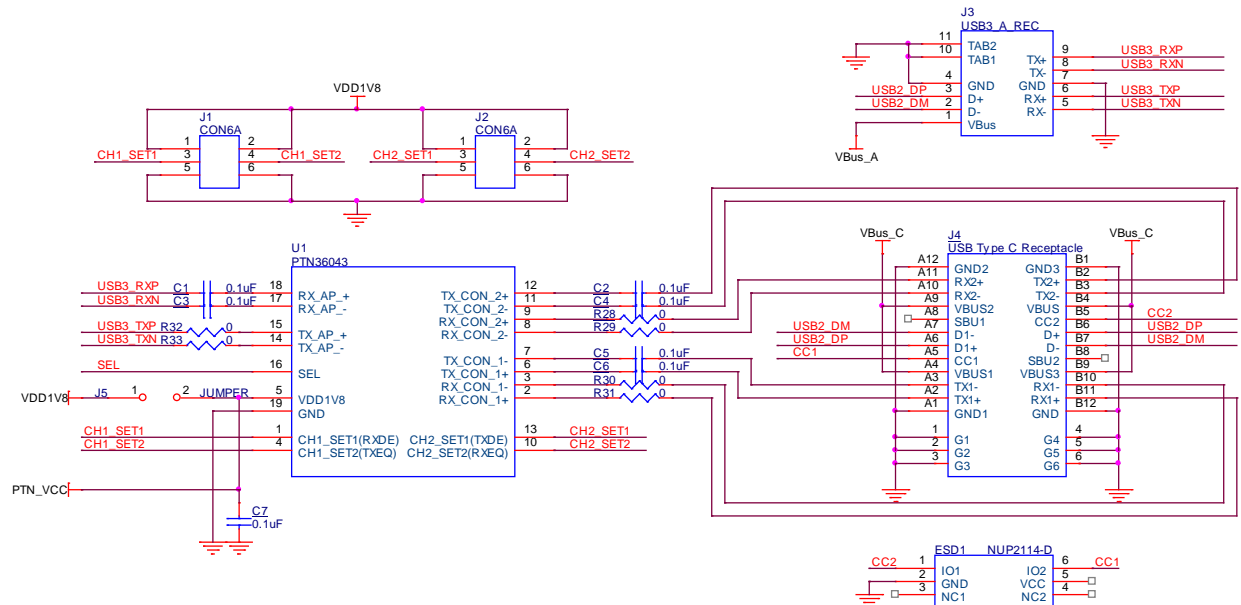 J3
USB3_A_REC
11 TAB2
10 TAB1 TX+ 9 USB3_RXP
TX- 8 USB3_RXN
4 GND GND 7
USB2_DP 3 D+ RX+ 6 USB3_TXP
USB2_DM 2 D- RX- 5 USB3_TXN
1 VBus
VBus_A
VDD1V8
J1 J2
CON6A CON6A
1 2 1 2
CH1_SET1 3 4 CH1_SET2 CH2_SET1 3 4 CH2_SET2
5 6 5 6
U1
PTN36043
USB3_RXP C1 0.1uF 18 RX_AP_+ TX_CON_2+ 12 C2 0.1uF
USB3_RXN C3 0.1uF 17 RX_AP_- TX_CON_2- 11 C4 0.1uF
RX_CON_2+ 9 R28 0
USB3_TXP R32 0 15 TX_AP_+ RX_CON_2- 8 R29 0
USB3_TXN R33 0 14 TX_AP_-
TX_CON_1- 7 C5 0.1uF
SEL 16 SEL TX_CON_1+ 6 C6 0.1uF
RX_CON_1- 3 R30 0
VDD1V8 J5 1 2 JUMPER 5 VDD1V8 RX_CON_1+ 2 R31 0
19 GND
CH1_SET1 1 CH1_SET1(RXDE) CH2_SET1(TXDE) 13 CH2_SET1
CH1_SET2 4 CH1_SET2(TXEQ) CH2_SET2(RXEQ) 10 CH2_SET2
PTN_VCC
C7
0.1uF
VBus_C VBus_C
J4
USB Type C Receptacle
A12 GND2 GND3 B1
A11 RX2+ TX2+ B2
A10 RX2- TX2- B3
A9 VBUS2 VBUS B4
A8 SBU1 CC2 B5 CC2
USB2_DM A7 D1- D+ B6 USB2_DP
USB2_DP A6 D1+ D- B7 USB2_DM
CC1 A5 CC1 SBU2 B8
A4 VBUS1 VBUS3 B9
A3 TX1- RX1- B10
A2 TX1+ RX1+ B11
A1 GND1 GND B12
1 G1 G4 4
2 G2 G5 5
3 G3 G6 6
ESD1 NUP2114-D
CC2 1 IO1 IO2 6 CC1
2 GND VCC 5
3 NC1 NC2 4